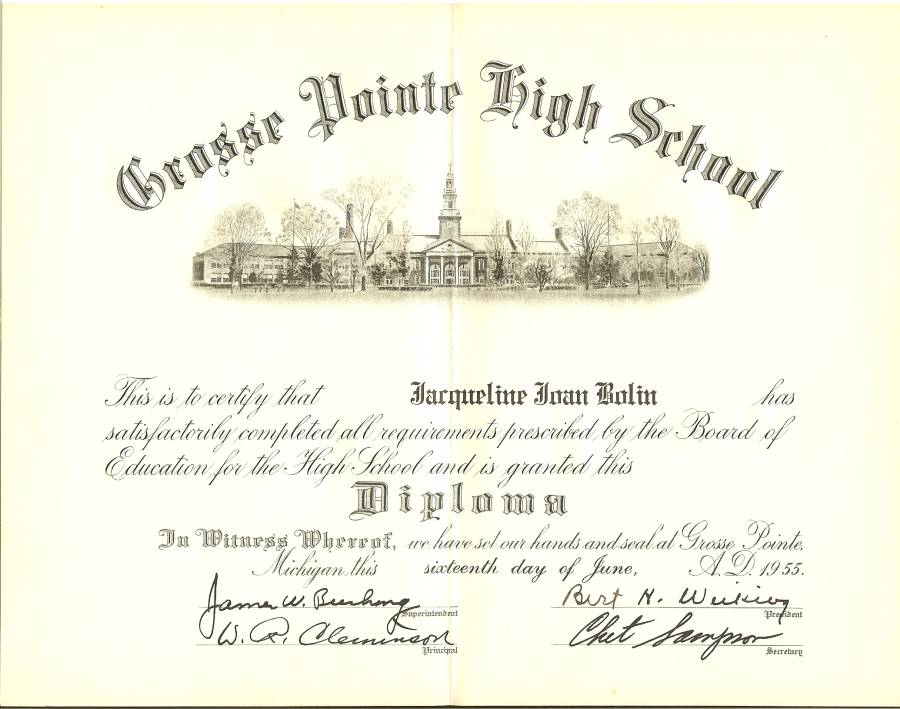 Grosse Pointe High School
This is to certify that Jacqueline Joan Bolin has
satisfactorily completed all requirements prescribed by the Board of
Education for the High School and is granted this
Diploma
In Witness Whereof, we have set our hands and seal at Grosse Pointe,
Michigan, this sixteenth day of June, A.D. 1955.
James W. Bushong Bert H. Wicking
Superintendent President
W. R. Cleminson Chet Sampson
Principal Secretary